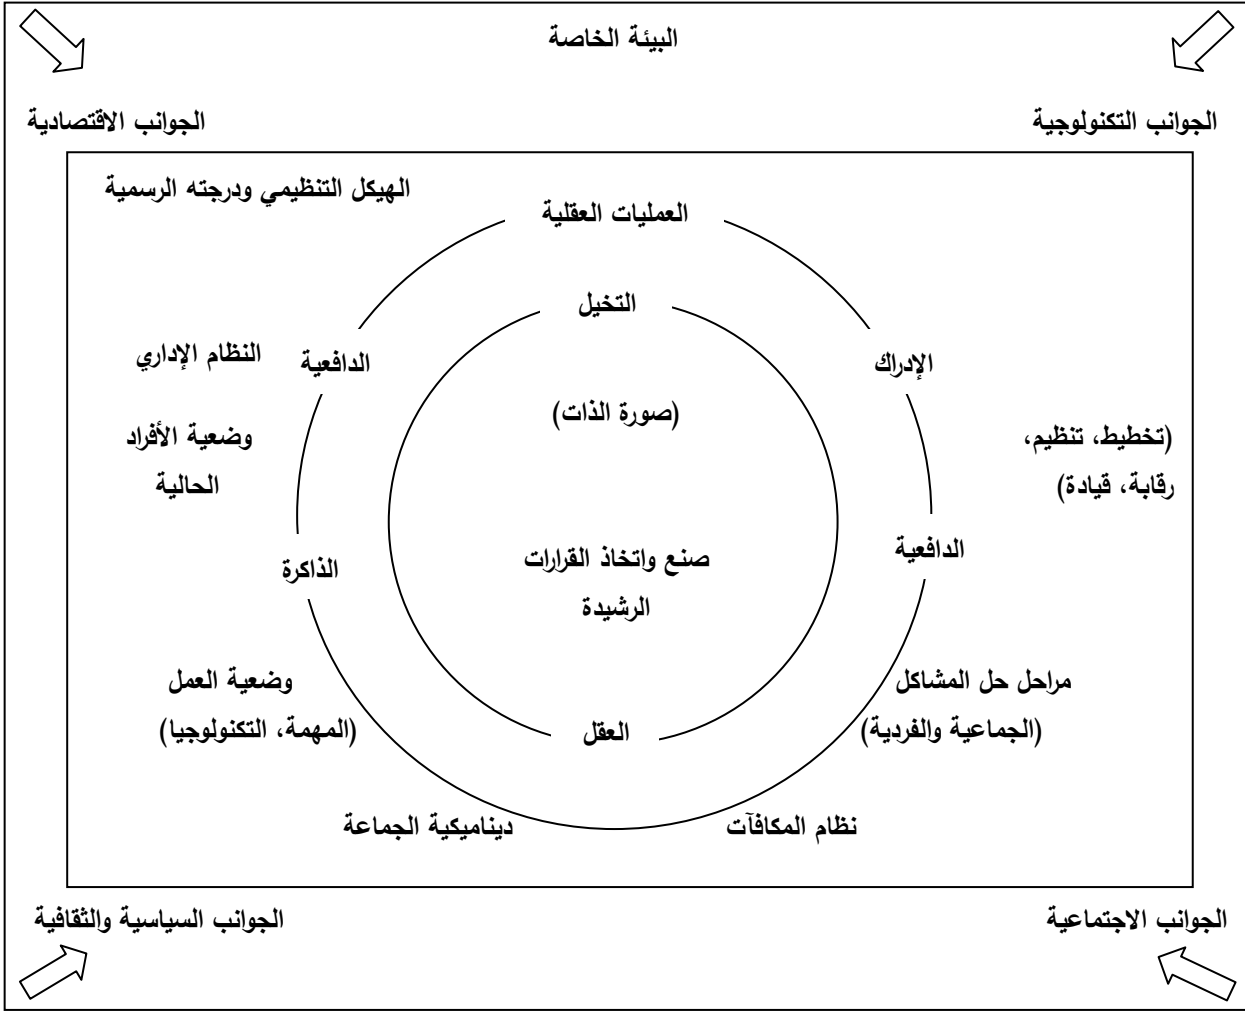 البيئة الخاصة
الجوانب التكنولوجية
الجوانب الاقتصادية
الهيكل التنظيمي ودرجته الرسمية
العمليات العقلية
التخيل
الإدراك
الدافعية
النظام الإداري
(صورة الذات)
(تخطيط، تنظيم،
رقابة، قيادة)
وضعية الأفراد
الحالية
الدافعية
صنع واتخاذ القرارات
الرشيدة
الذاكرة
مراحل حل المشاكل
(الجماعية والفردية)
العقل
وضعية العمل
(المهمة، التكنولوجيا)
نظام المكافآت
ديناميكية الجماعة
الجوانب الاجتماعية
الجوانب السياسية والثقافية